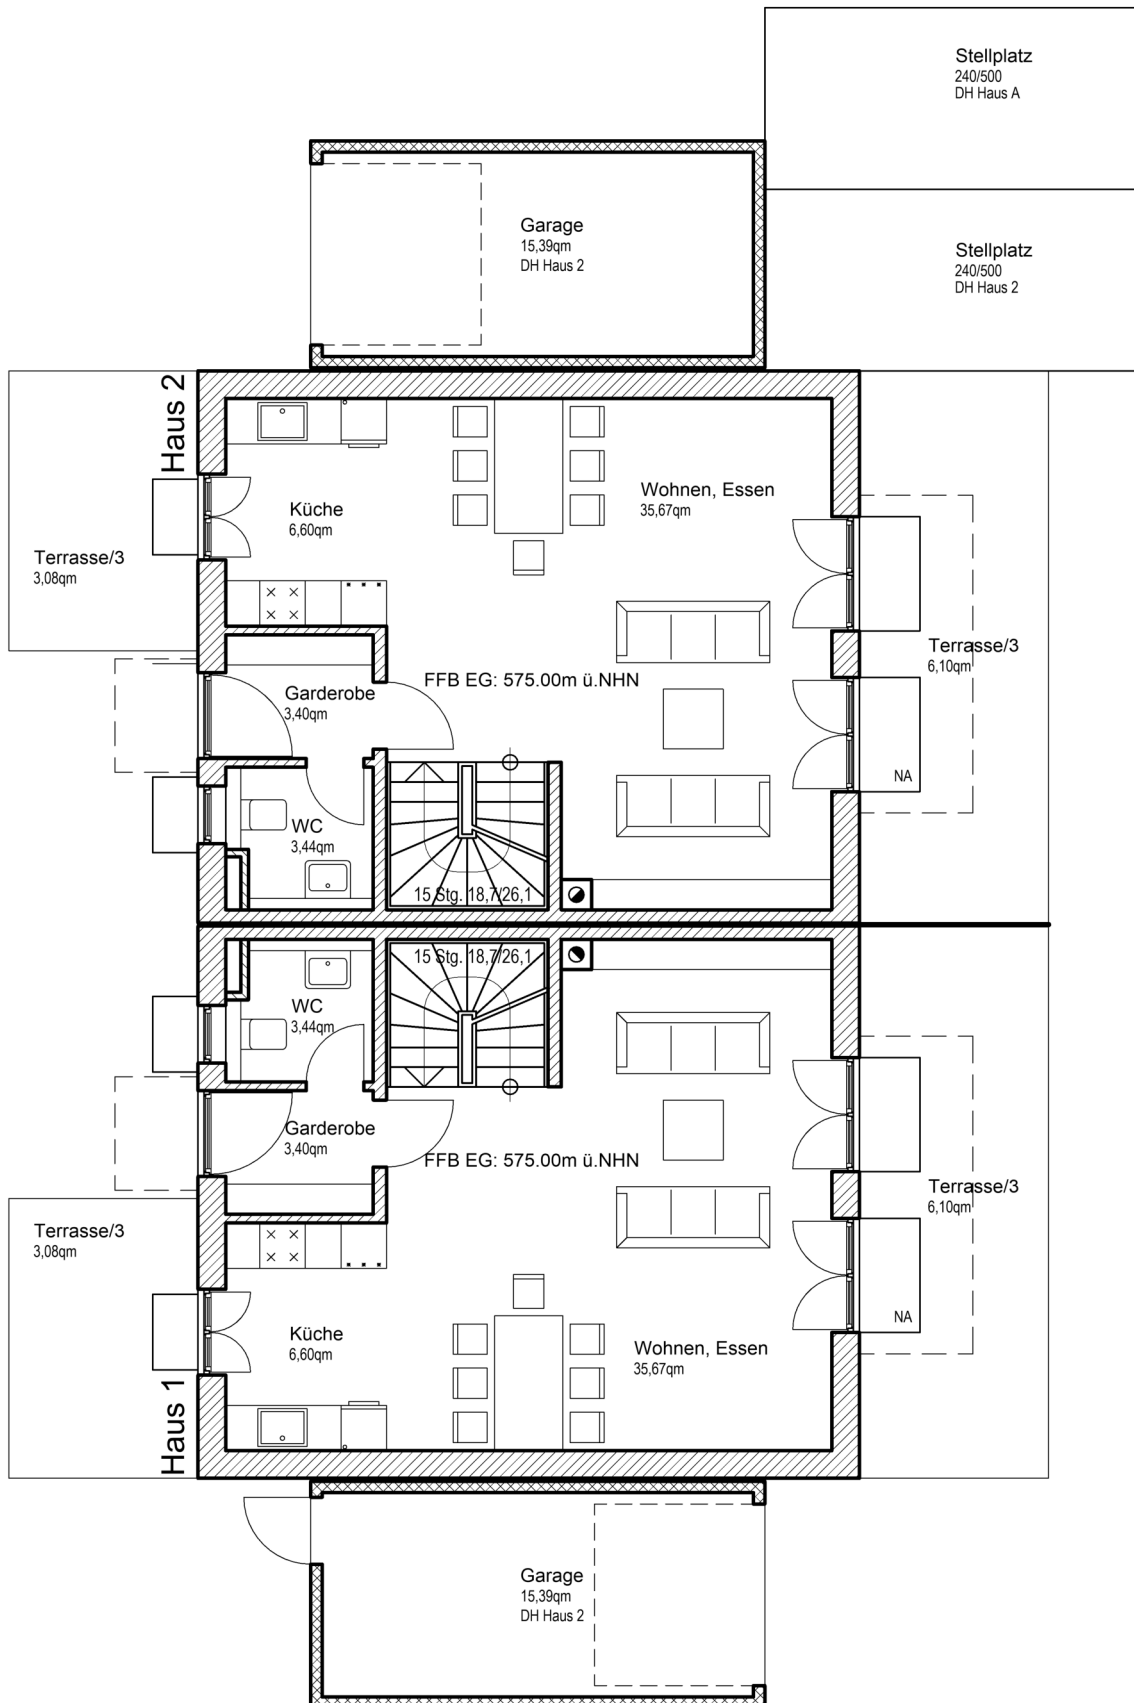 Stellplatz
240/500
DH Haus A
Garage
15,39qm
DH Haus 2
Stellplatz
240/500
DH Haus 2
Haus 2
Küche
6,60qm
Wohnen, Essen
35,67qm
Terrasse/3
3,08qm
Terrasse/3
6,10qm
Garderobe
3,40qm
FFB EG: 575.00m ü.NHN
NA
WC
3,44qm
15 Stg. 18,7/26,1
15 Stg. 18,7/26,1
WC
3,44qm
Garderobe
3,40qm
FFB EG: 575.00m ü.NHN
Terrasse/3
6,10qm
Terrasse/3
3,08qm
NA
Küche
6,60qm
Wohnen, Essen
35,67qm
Haus 1
Garage
15,39qm
DH Haus 2